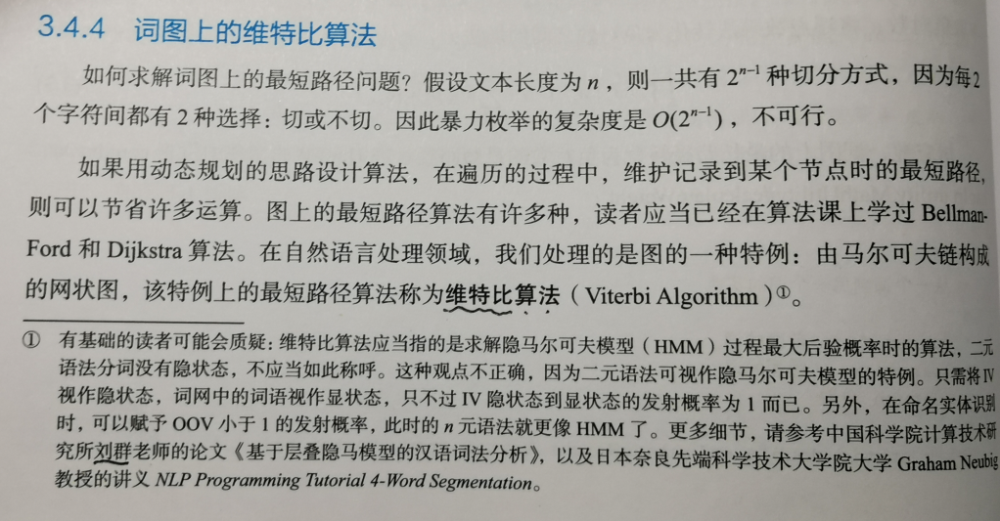 3.4.4 词图上的维特比算法
如何求解词图上的最短路径问题？假设文本长度为 n，则一共有 2ⁿ⁻¹ 种切分方式，因为每2
个字符间都有 2 种选择：切或不切。因此暴力枚举的复杂度是 O(2ⁿ⁻¹)，不可行。
如果用动态规划的思路设计算法，在遍历的过程中，维护记录到某个节点时的最短路径，
则可以节省许多运算。图上的最短路径算法有许多种，读者应当已经在算法课上学过 Bellman-
Ford 和 Dijkstra 算法。在自然语言处理领域，我们处理的是图的一种特例：由马尔可夫链构成
的网状图，该特例上的最短路径算法称为维特比算法（Viterbi Algorithm）①。
① 有基础的读者可能会质疑：维特比算法应当指的是求解隐马尔可夫模型（HMM）过程最大后验概率时的算法，二元
语法分词没有隐状态，不应当如此称呼。这种观点不正确，因为二元语法可视作隐马尔可夫模型的特例。只需将 IV
视作隐状态，词网中的词语视作显状态，只不过 IV 隐状态到显状态的发射概率为 1 而已。另外，在命名实体识别
时，可以赋予 OOV 小于 1 的发射概率，此时的 n 元语法就更像 HMM 了。更多细节，请参考中国科学院计算技术研
究所刘群老师的论文《基于层叠隐马模型的汉语词法分析》，以及日本奈良先端科学技术大学院大学 Graham Neubig
教授的讲义 NLP Programming Tutorial 4-Word Segmentation。